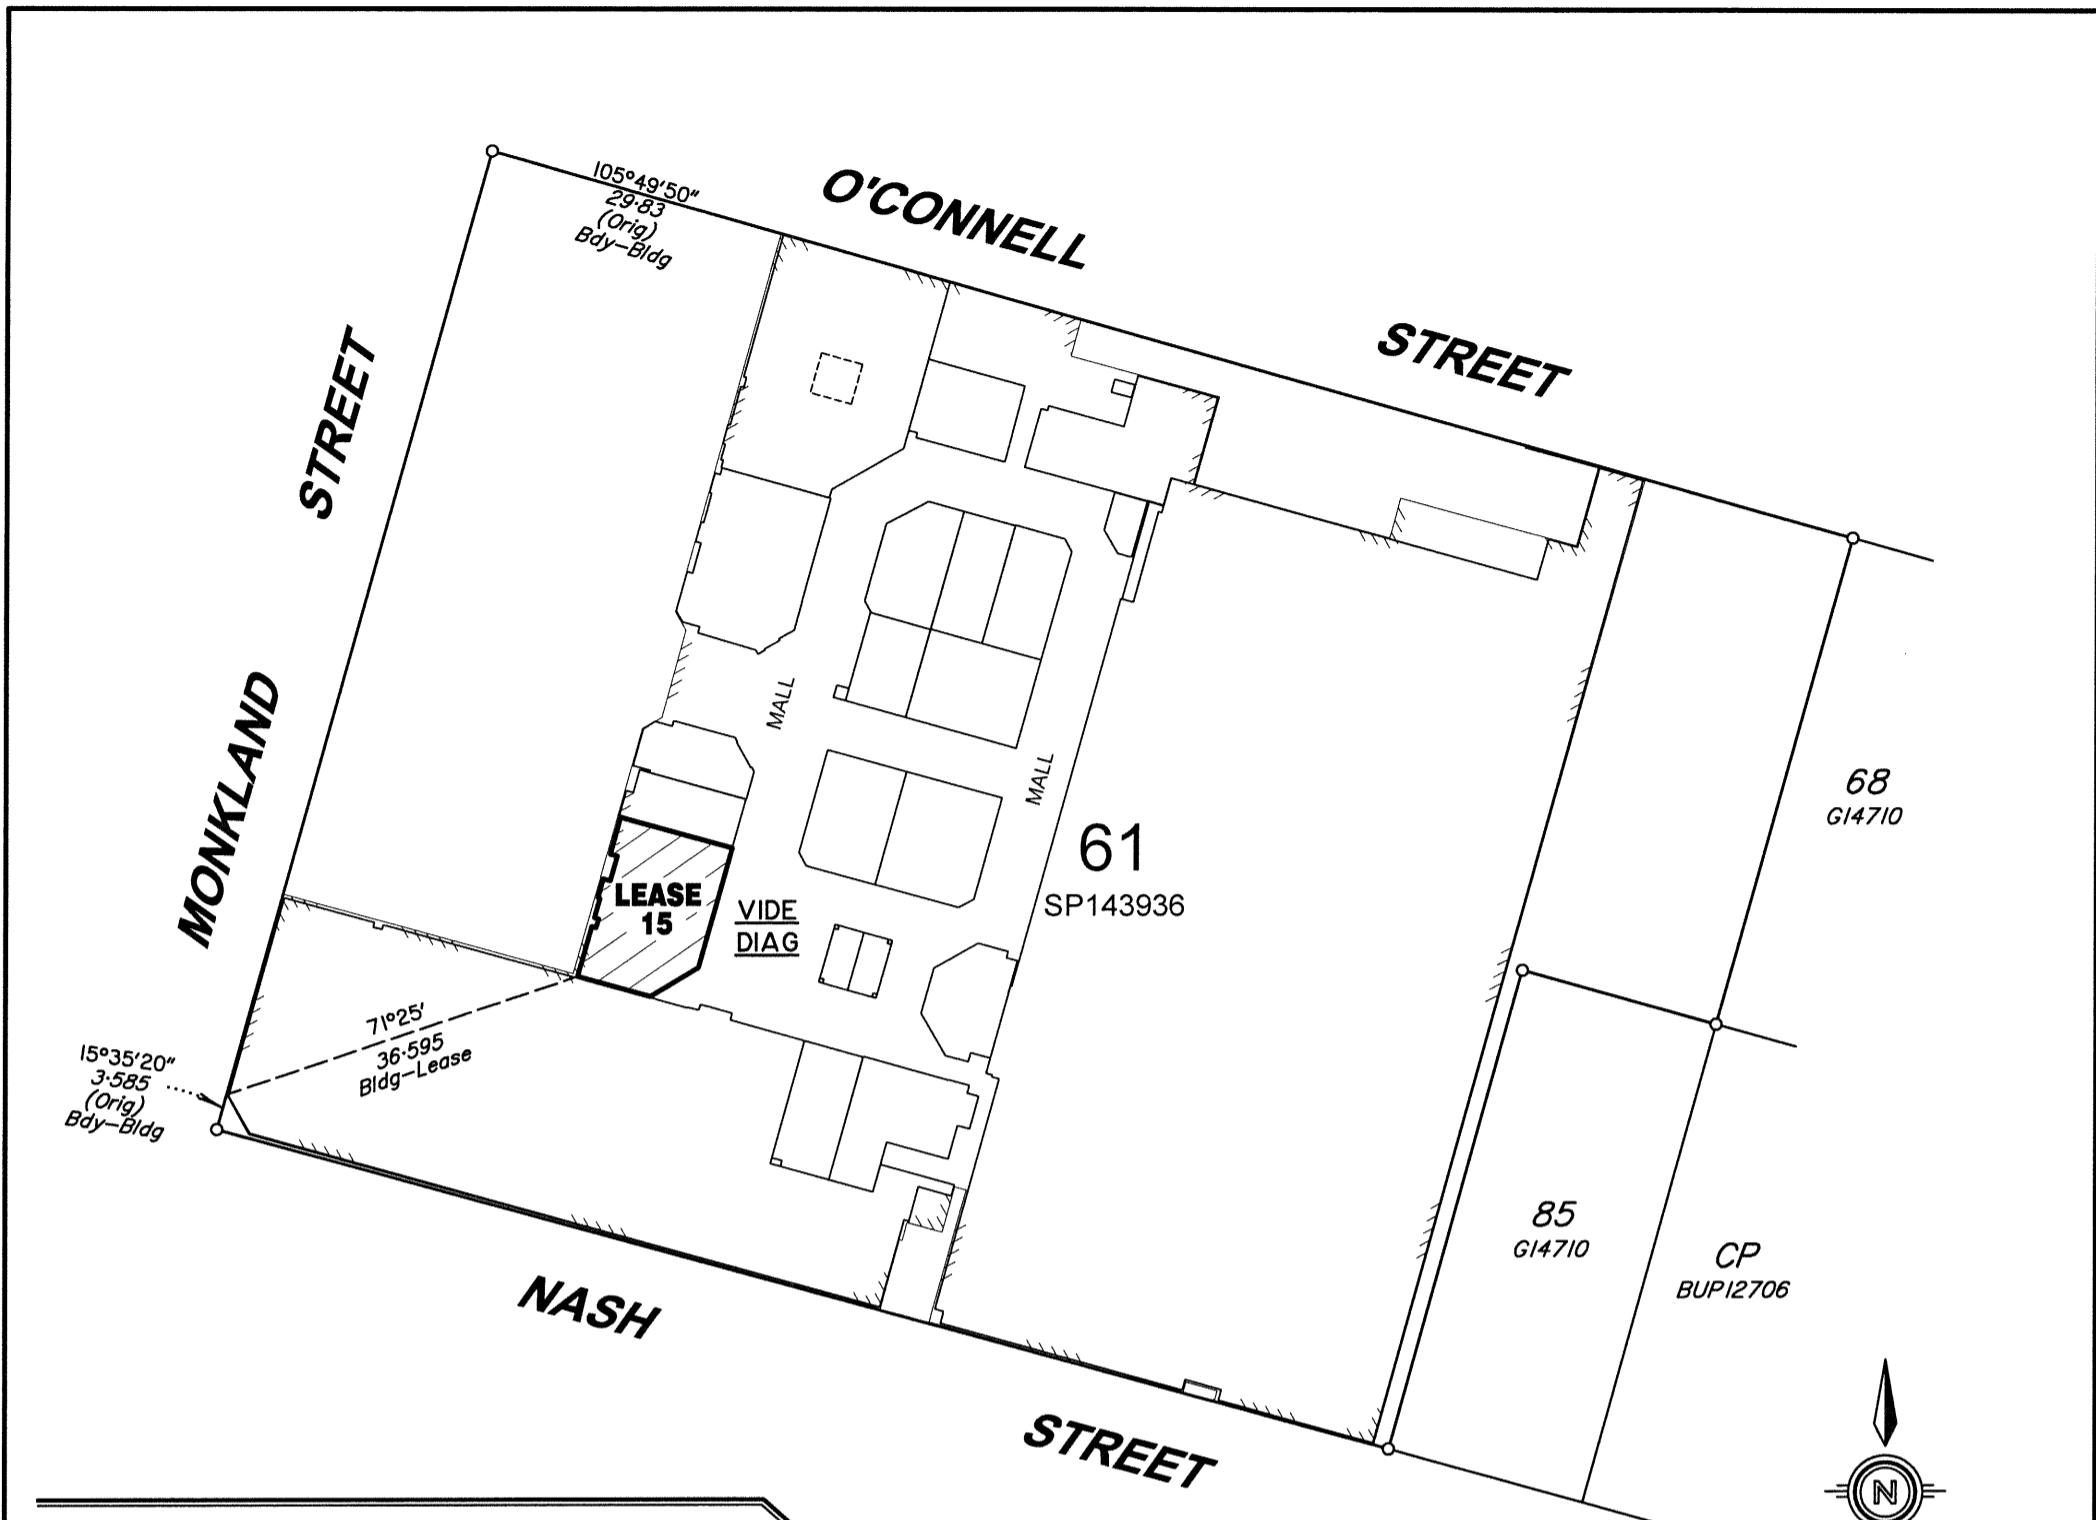 105°49'50"
29·83
(Orig)
Bdy-Bldg
O'CONNELL
STREET
STREET
MONKLAND
MALL
MALL
68
G14710
61
SP143936
LEASE
15
VIDE
DIAG
71°25'
36·595
Bldg-Lease
15°35'20"
3·585
(Orig)
Bdy-Bldg
85
G14710
CP
BUP12706
NASH
STREET
N